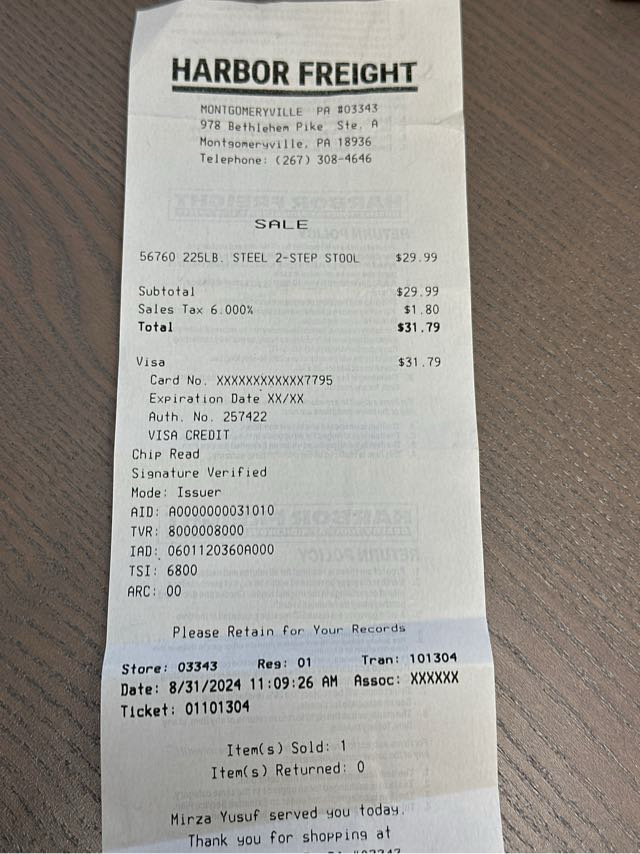 HARBOR FREIGHT
MONTGOMERYVILLE PA #03343
978 Bethlehem Pike Ste. A
Montgomeryville, PA 18936
Telephone: (267) 308-4646
SALE
56760 225LB. STEEL 2-STEP STOOL $29.99
Subtotal $29.99
Sales Tax 6.000% $1.80
Total $31.79
Visa $31.79
Card No. XXXXXXXXXXXX7795
Expiration Date XX/XX
Auth. No. 257422
VISA CREDIT
Chip Read
Signature Verified
Mode: Issuer
AID: A0000000031010
TVR: 8000008000
IAD: 0601120360A000
TSI: 6800
ARC: 00
Please Retain for Your Records
Store: 03343 Reg: 01 Tran: 101304
Date: 8/31/2024 11:09:26 AM Assoc: XXXXXX
Ticket: 01101304
Item(s) Sold: 1
Item(s) Returned: 0
Mirza Yusuf served you today.
Thank you for shopping at